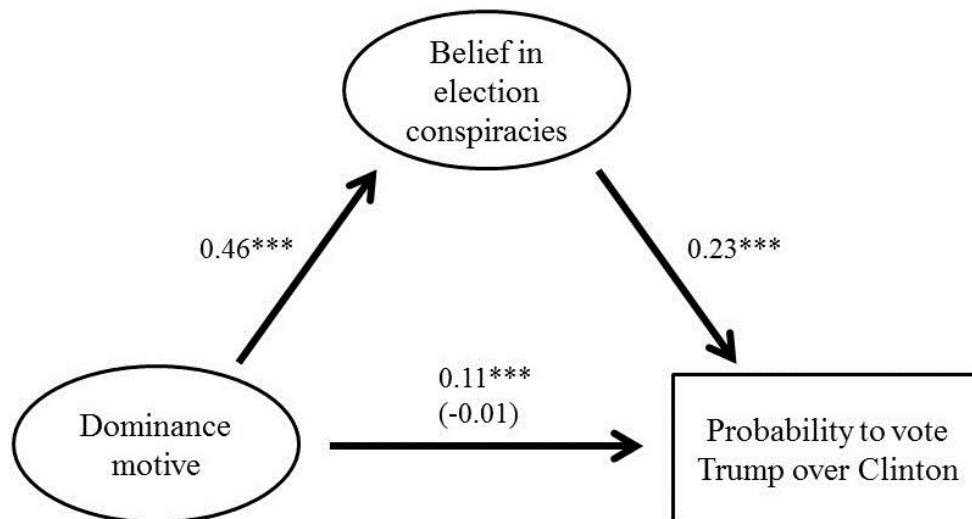 Belief in
election
conspiracies
0.46***
0.23***
0.11***
(-0.01)
Dominance
motive
Probability to vote
Trump over Clinton